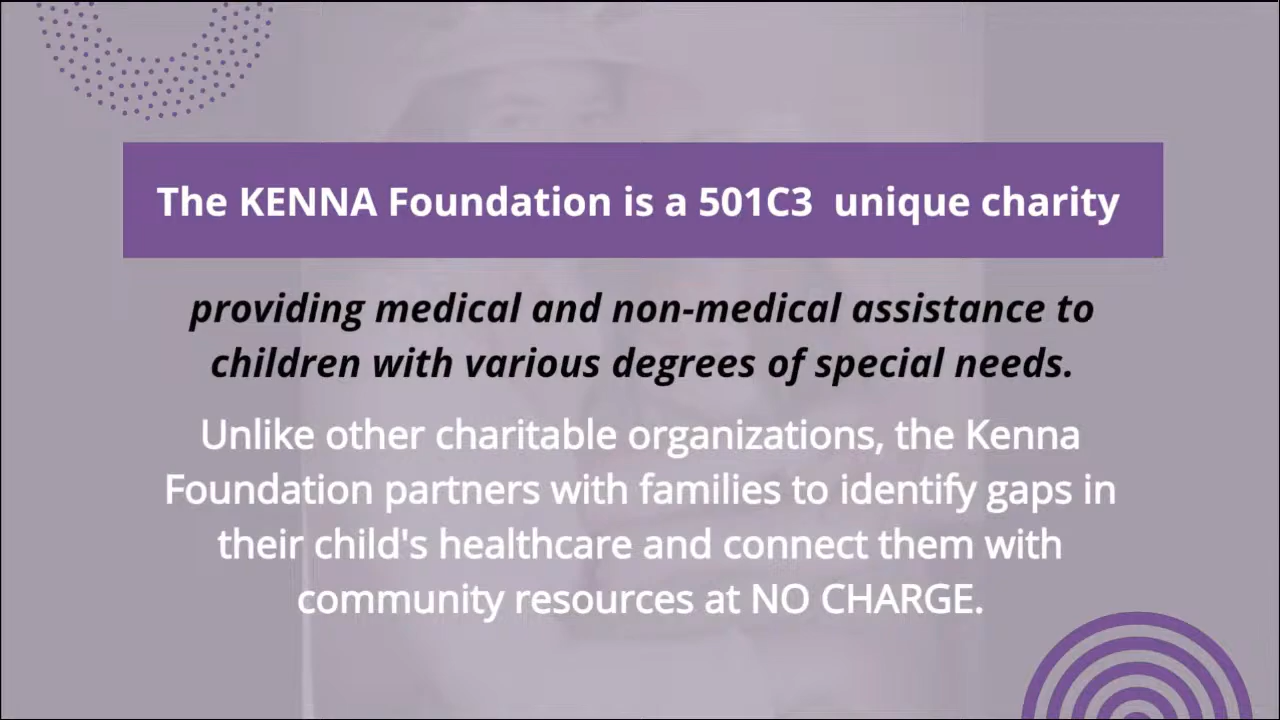 The KENNA Foundation is a 501C3  unique charity
providing medical and non-medical assistance to
children with various degrees of special needs.
Unlike other charitable organizations, the Kenna
Foundation partners with families to identify gaps in
their child's healthcare and connect them with
community resources at NO CHARGE.